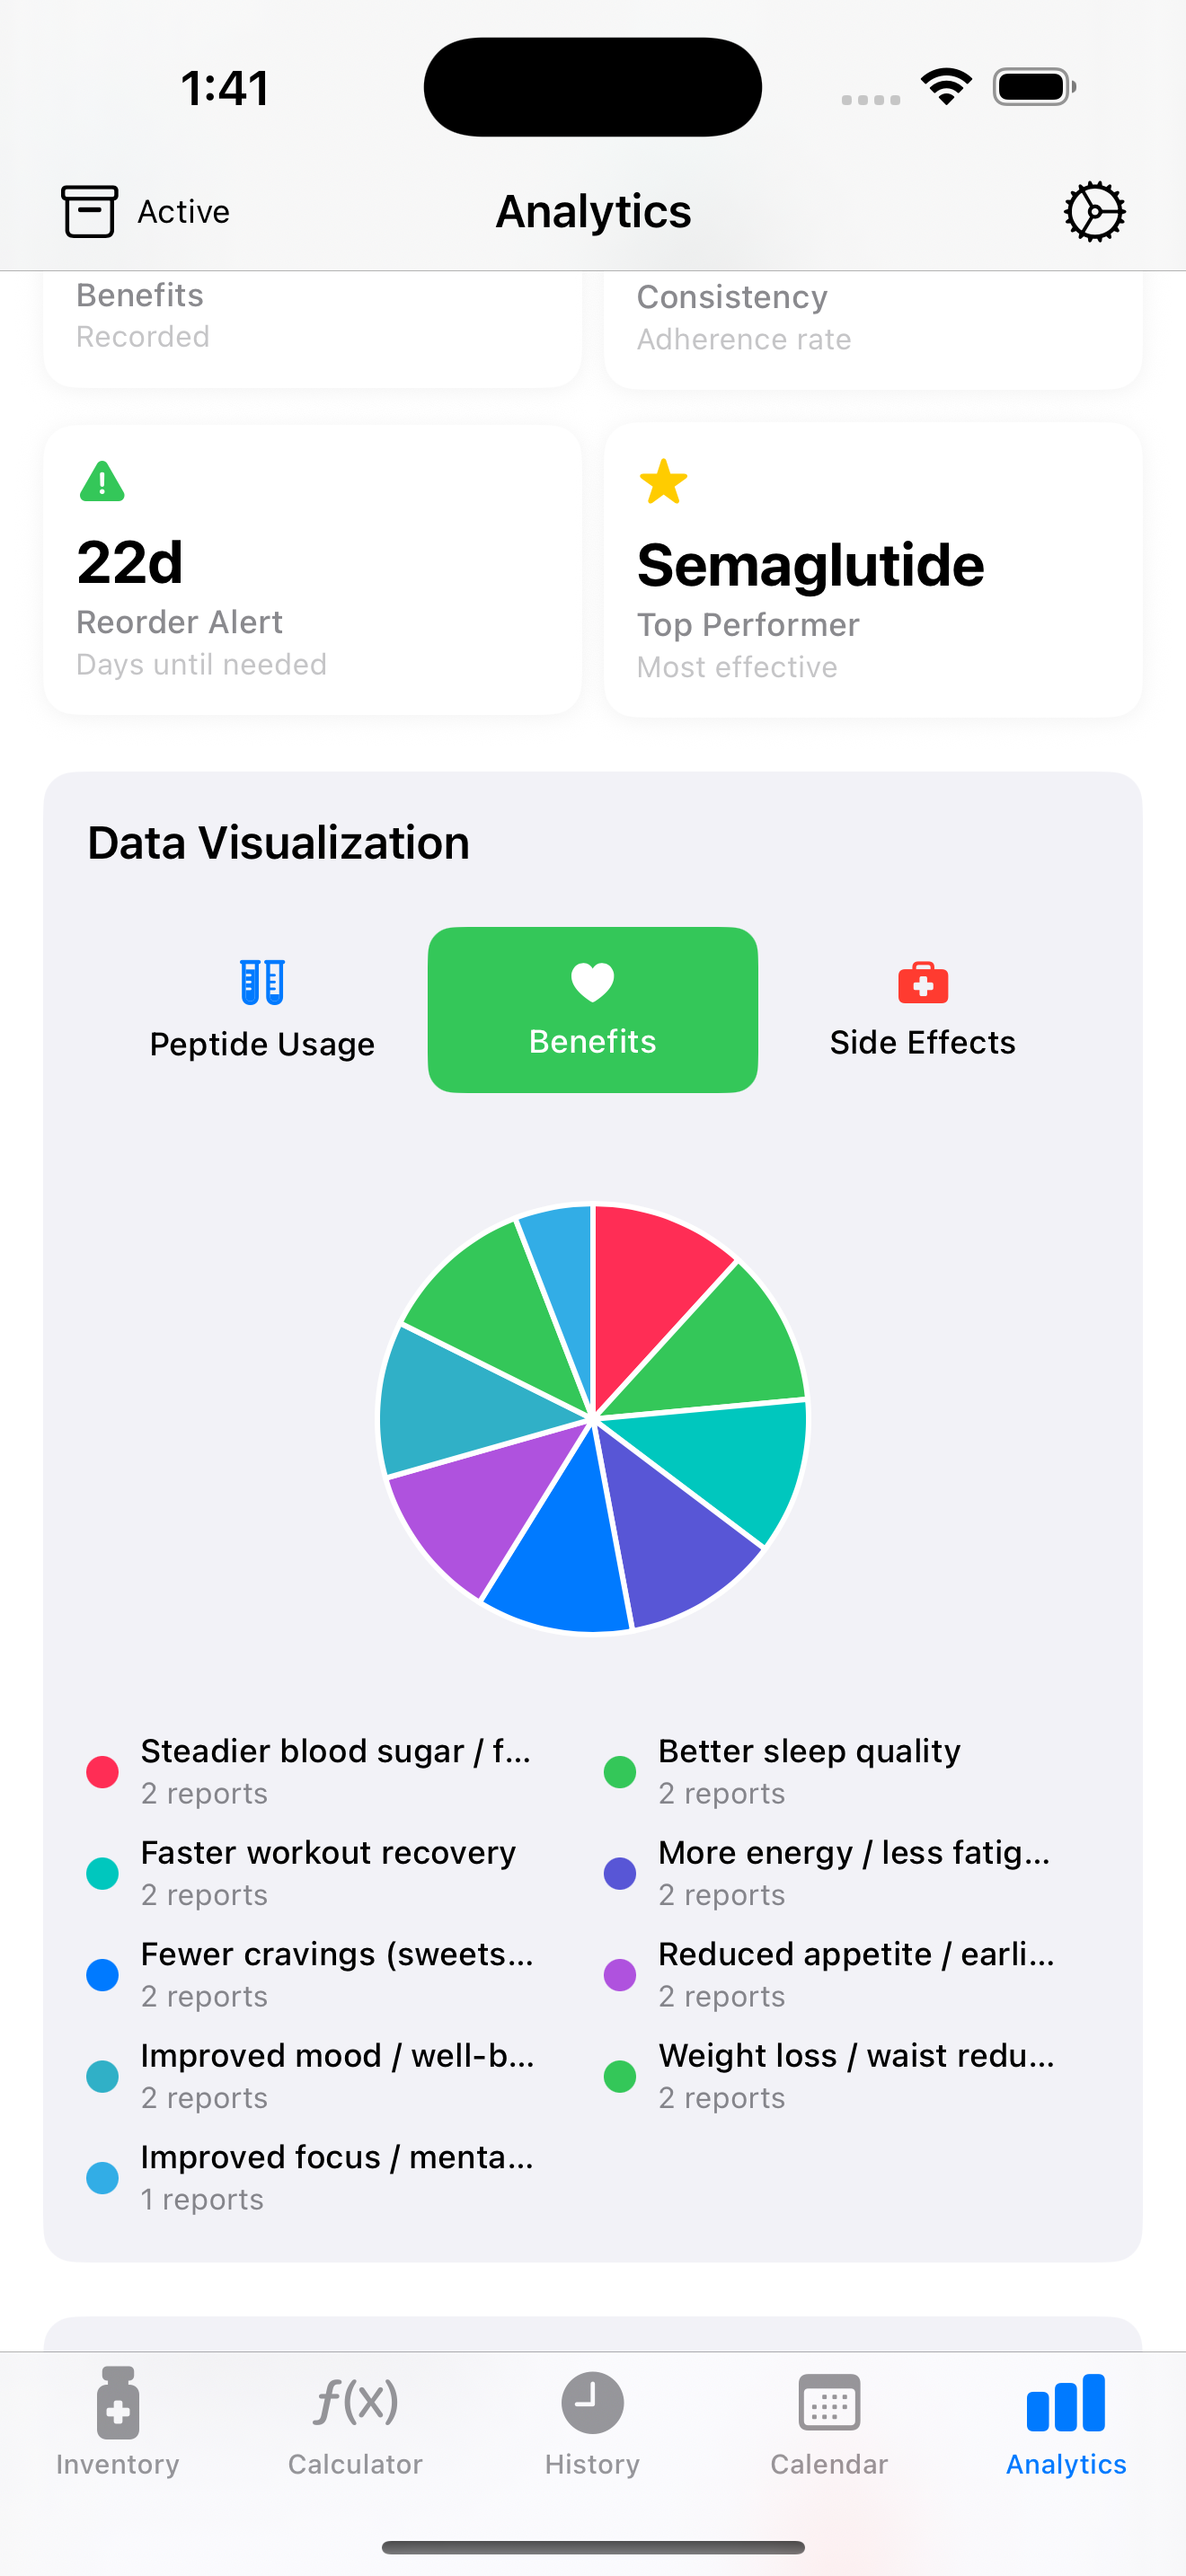 1:41
Active
Analytics
Benefits
Recorded
Consistency
Adherence rate
22d
Reorder Alert
Days until needed
Semaglutide
Top Performer
Most effective
Data Visualization
Peptide Usage
Benefits
Side Effects
Steadier blood sugar / f...
2 reports
Better sleep quality
2 reports
Faster workout recovery
2 reports
More energy / less fatig...
2 reports
Fewer cravings (sweets...
2 reports
Reduced appetite / earli...
2 reports
Improved mood / well-b...
2 reports
Weight loss / waist redu...
2 reports
Improved focus / menta...
1 reports
f(x)
Inventory
Calculator
History
Calendar
Analytics